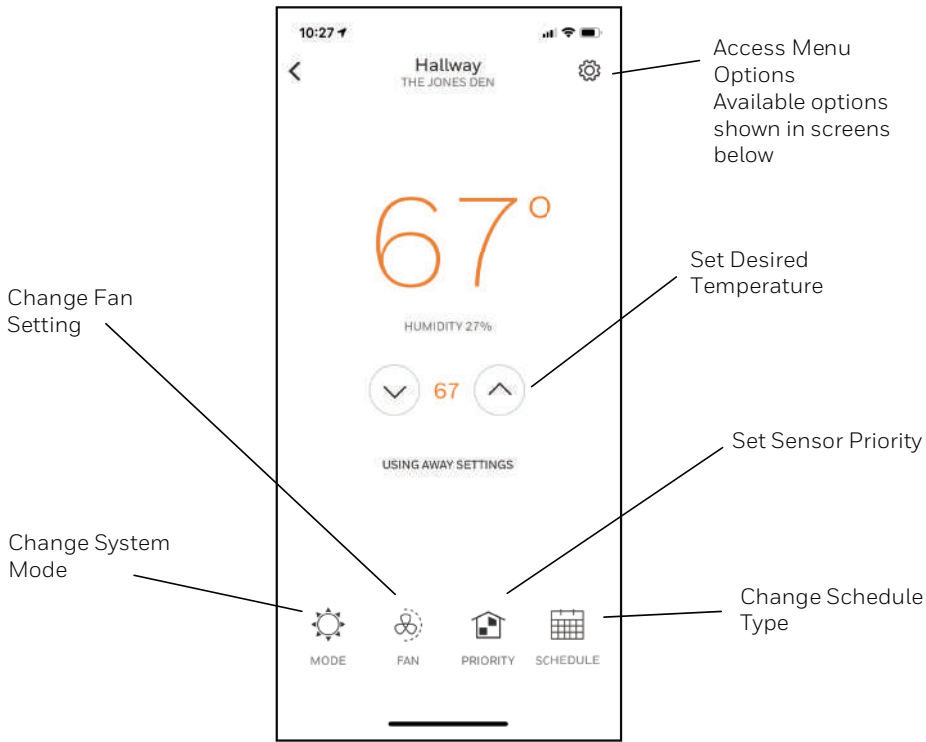 10:27
Hallway
THE JONES DEN
Access Menu
Options
Available options
shown in screens
below
67°
Set Desired
Temperature
Change Fan
Setting
HUMIDITY 27%
67
Set Sensor Priority
USING AWAY SETTINGS
Change System
Mode
Change Schedule
Type
MODE FAN PRIORITY SCHEDULE